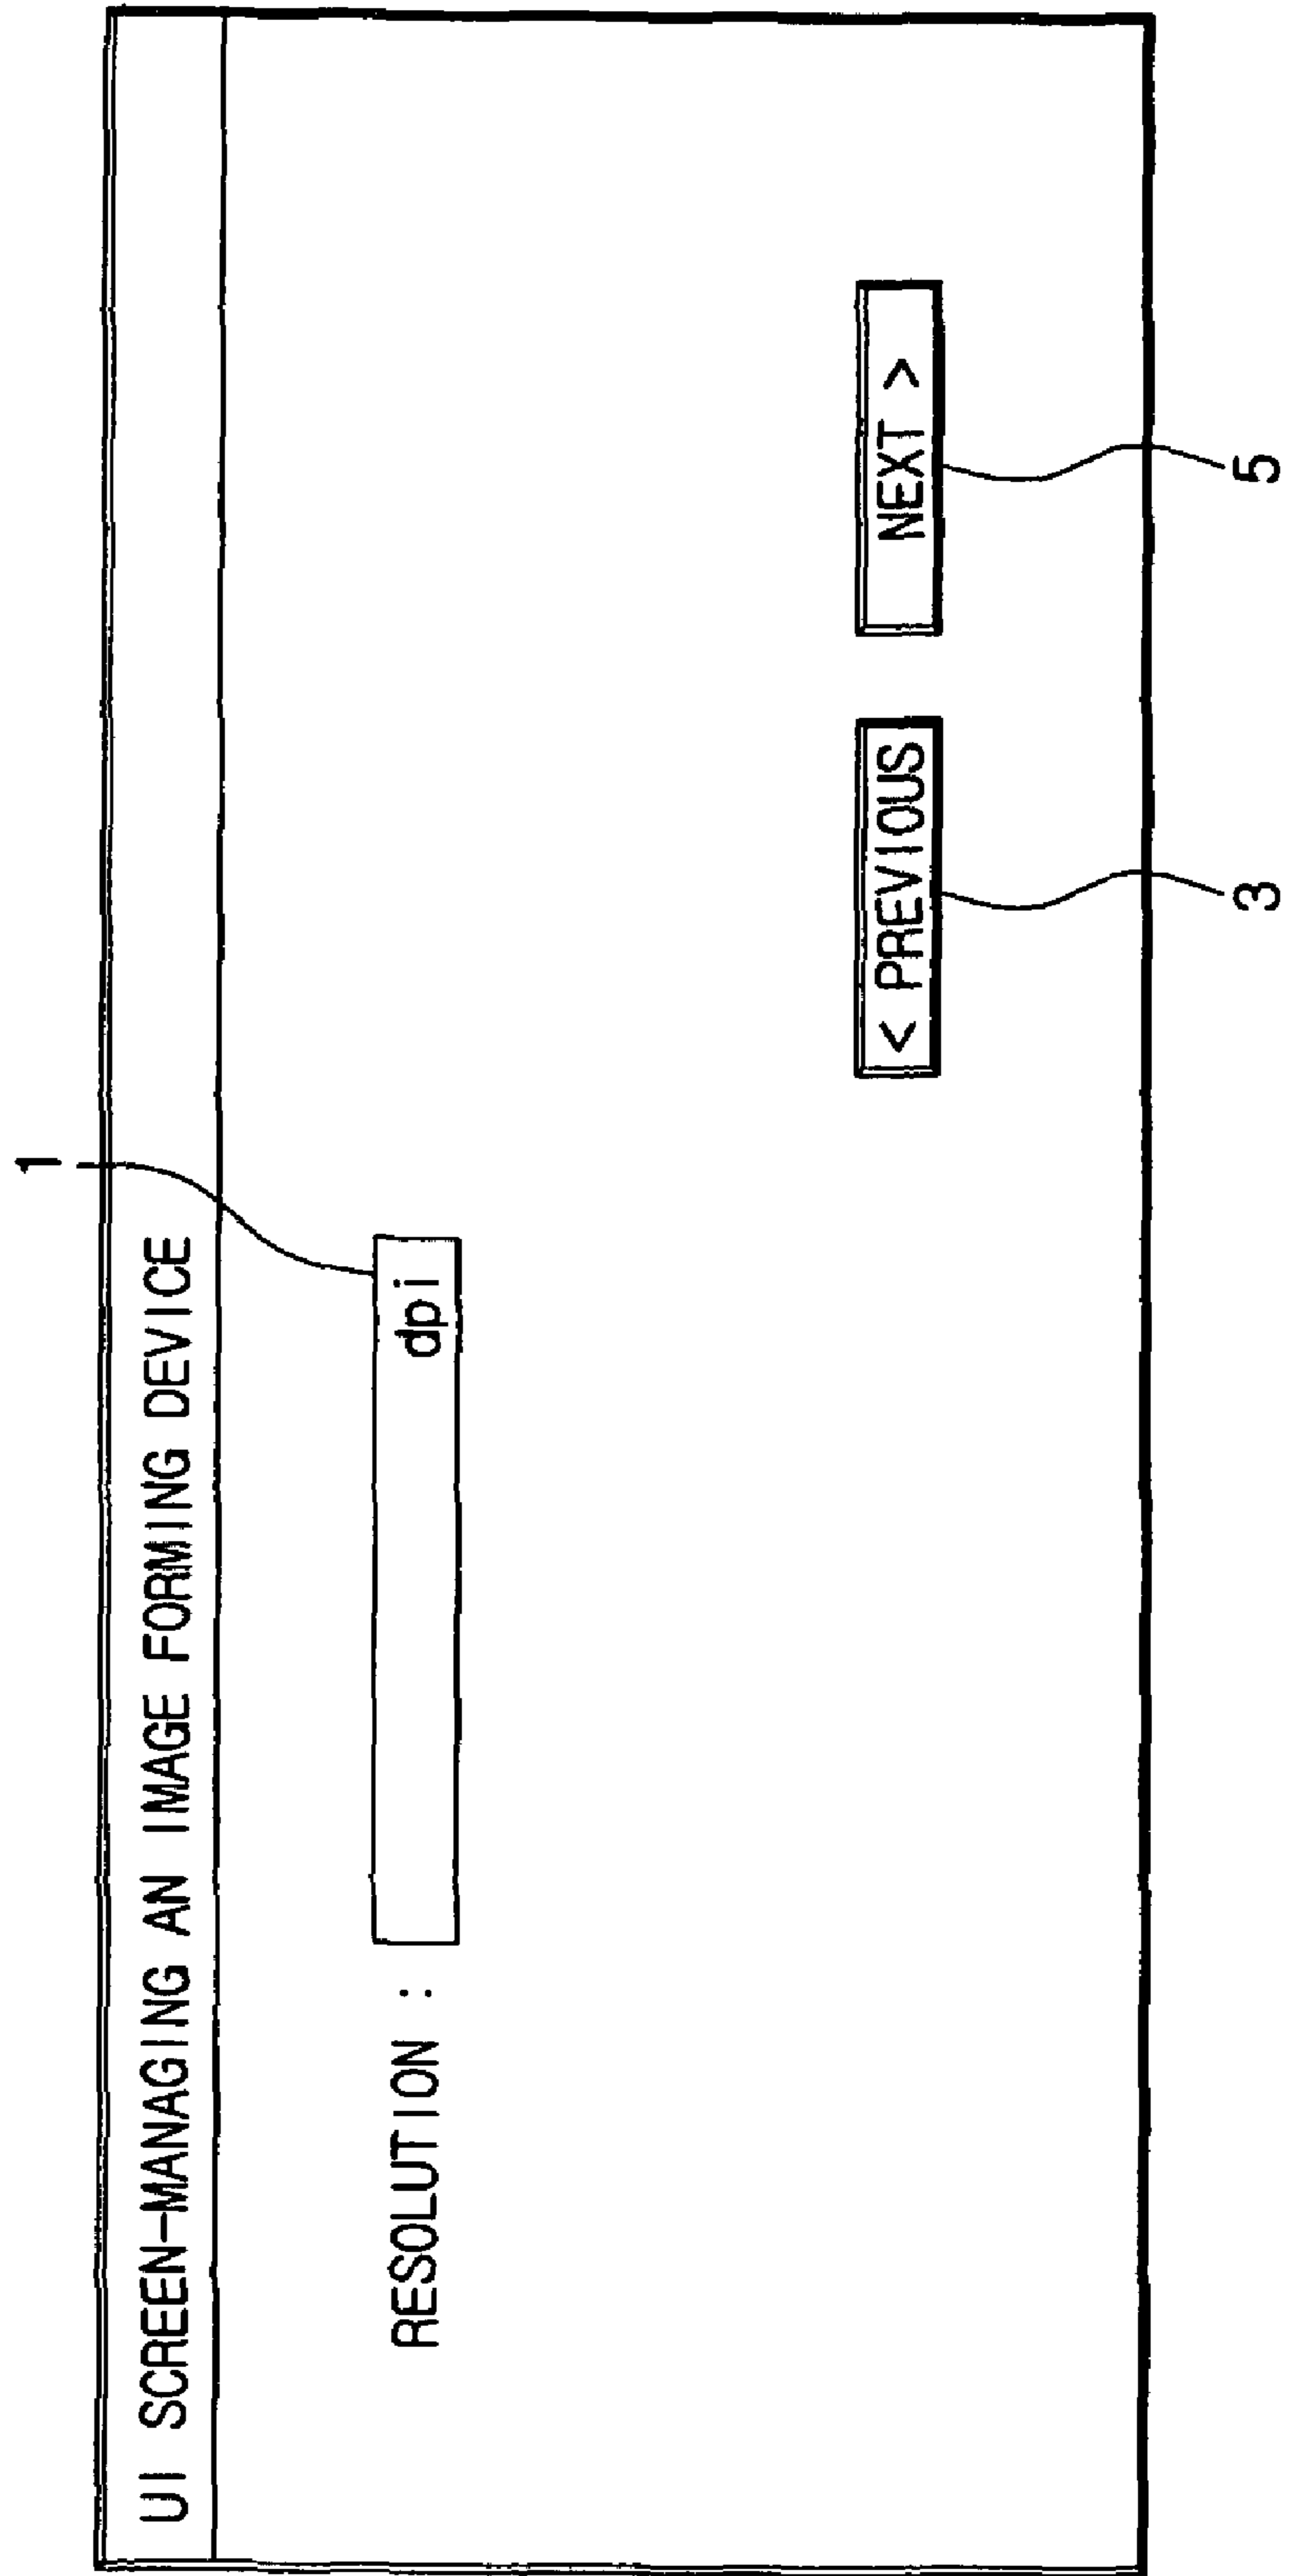 UI SCREEN-MANAGING AN IMAGE FORMING DEVICE
1
RESOLUTION : dpi
< PREVIOUS NEXT >
3 5